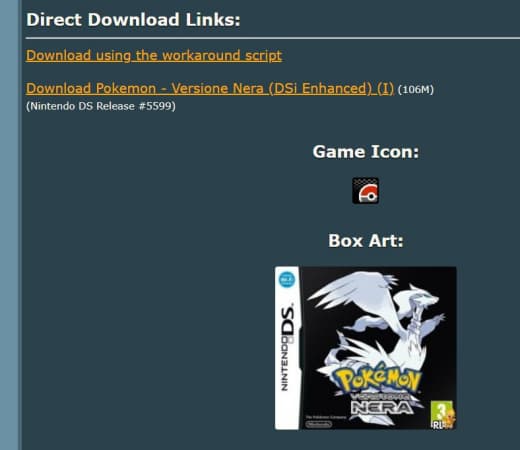 Direct Download Links:
Download using the workaround script
Download Pokemon - Versione Nera (DSi Enhanced) (I) (106M)
(Nintendo DS Release #5599)
Game Icon:
Box Art:
NINTENDO DS
POKéMON
VERSIONE
NERA
The Pokémon Company
Nintendo
3